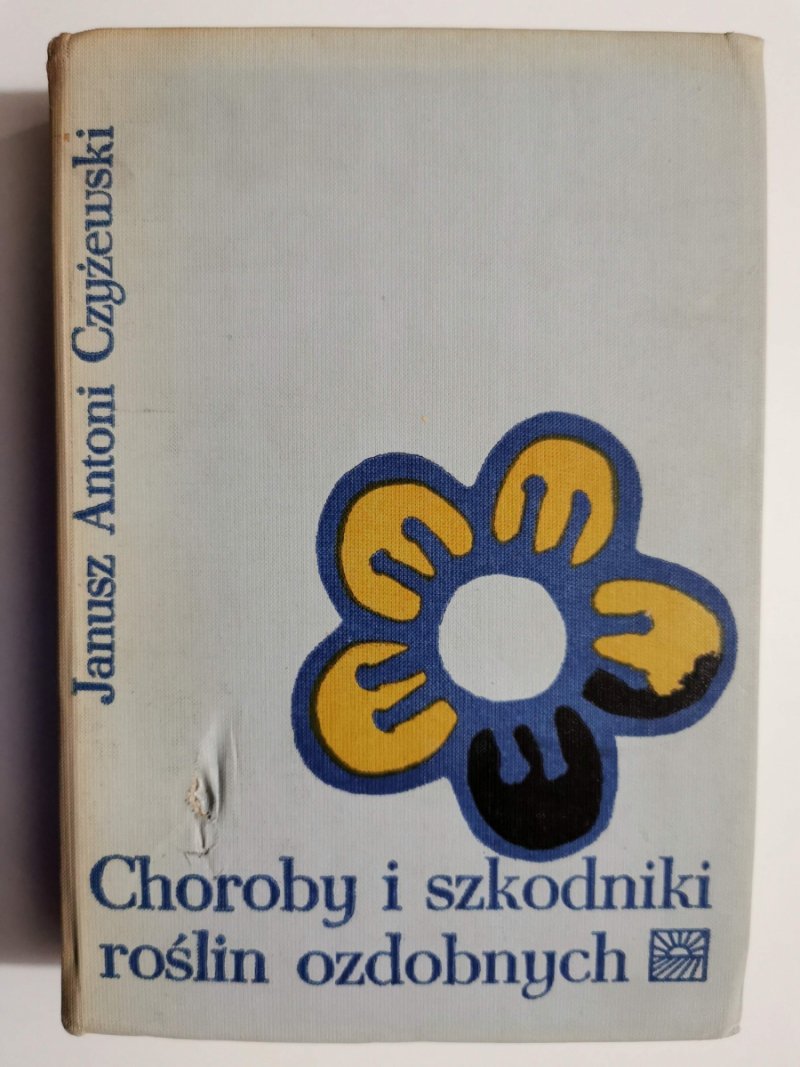 Janusz Antoni Czyżewski
Choroby i szkodniki
roślin ozdobnych